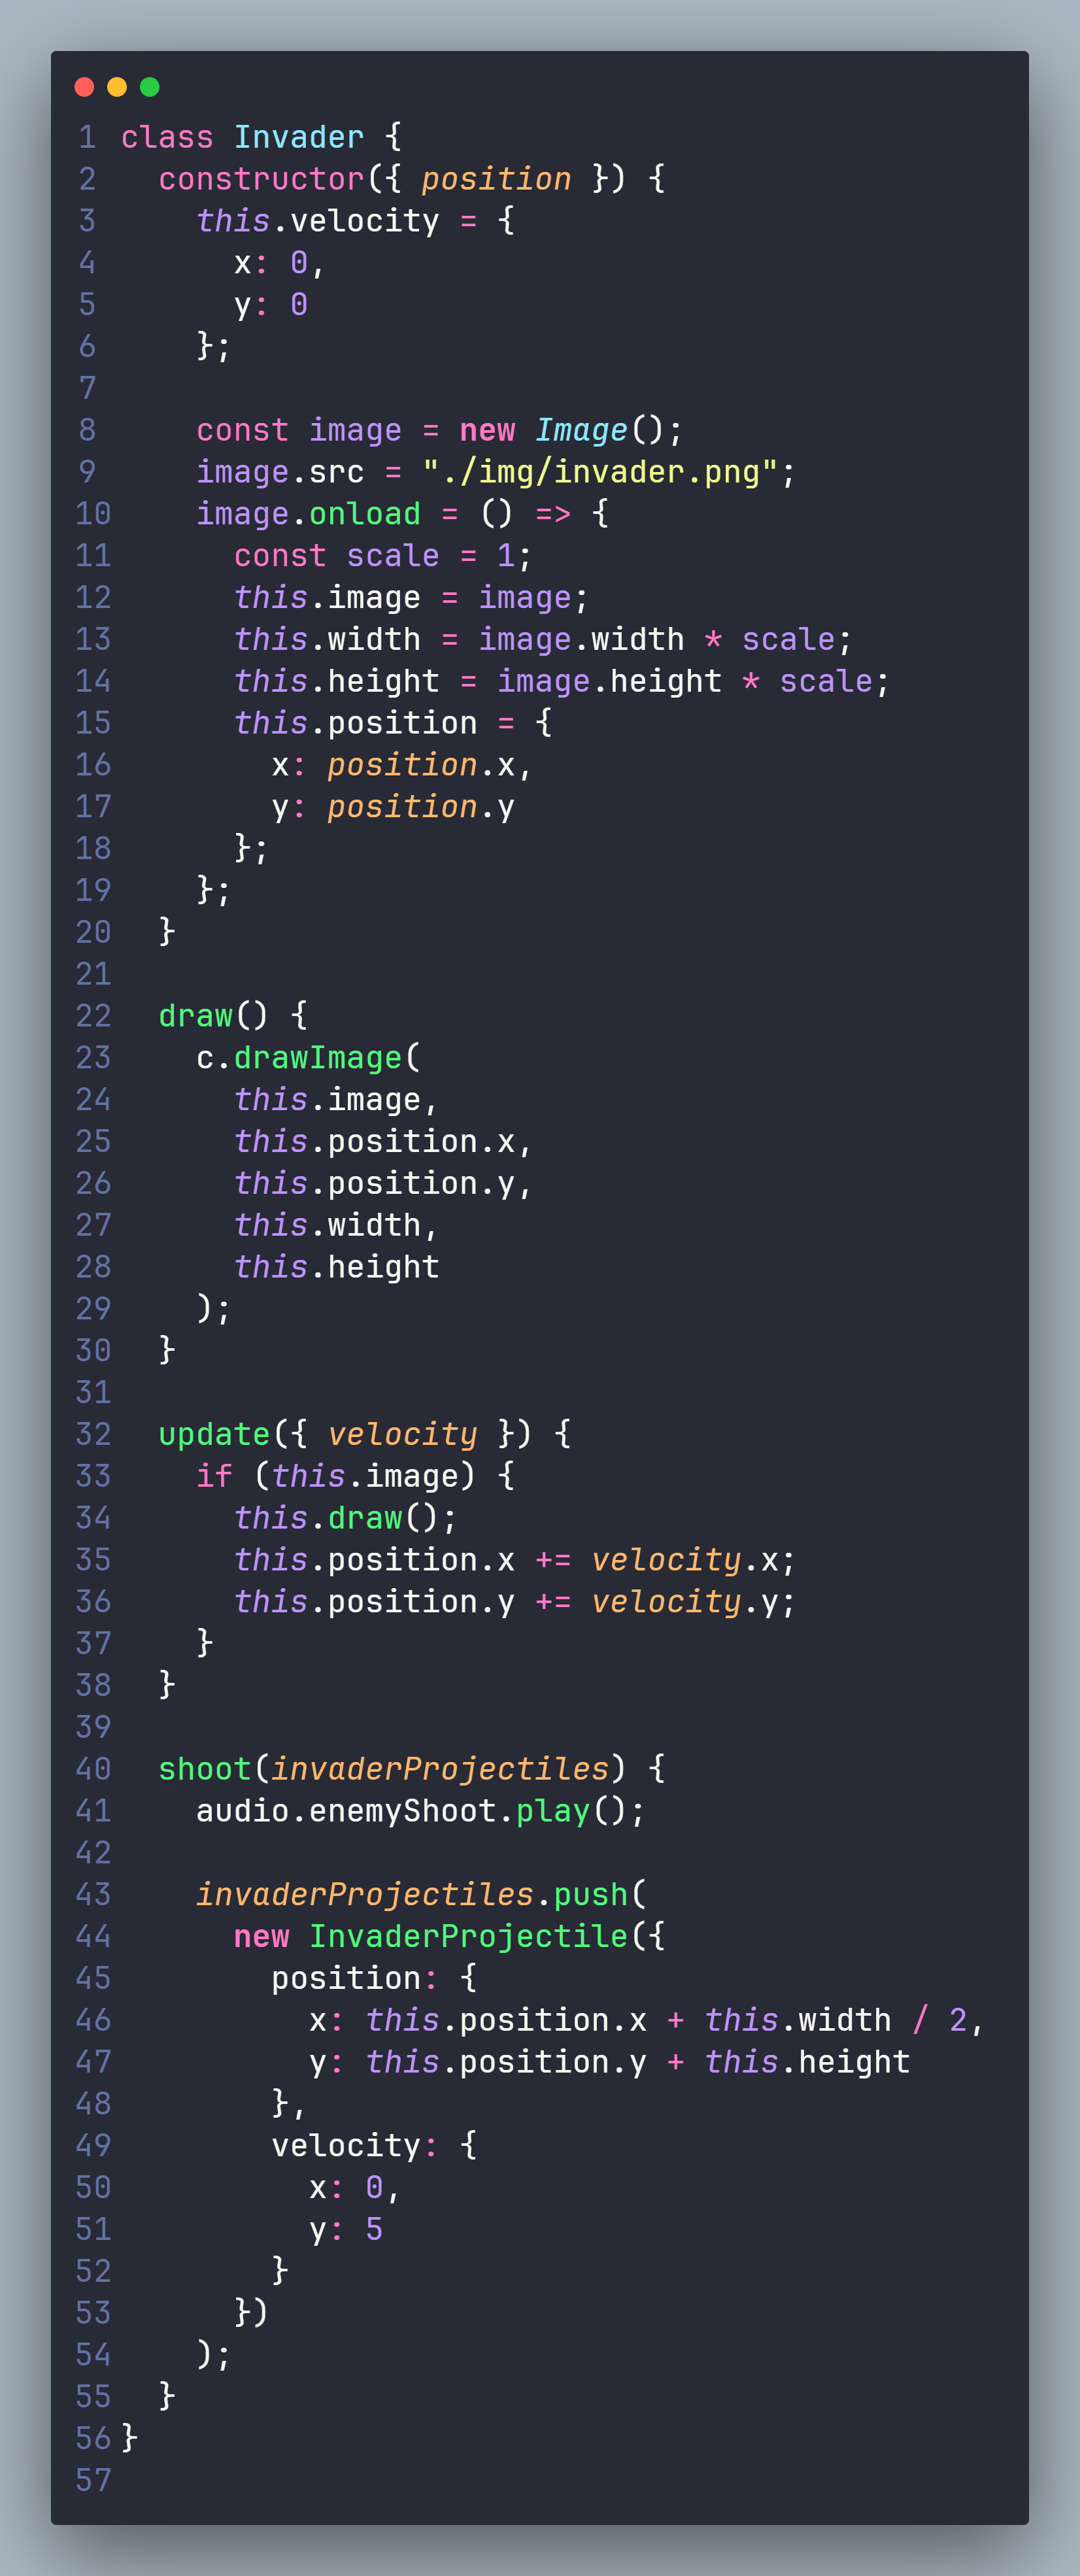 1 class Invader {
2   constructor({ position }) {
3     this.velocity = {
4       x: 0,
5       y: 0
6     };
7
8     const image = new Image();
9     image.src = "./img/invader.png";
10     image.onload = () => {
11       const scale = 1;
12       this.image = image;
13       this.width = image.width * scale;
14       this.height = image.height * scale;
15       this.position = {
16         x: position.x,
17         y: position.y
18       };
19     };
20   }
21
22   draw() {
23     c.drawImage(
24       this.image,
25       this.position.x,
26       this.position.y,
27       this.width,
28       this.height
29     );
30   }
31
32   update({ velocity }) {
33     if (this.image) {
34       this.draw();
35       this.position.x += velocity.x;
36       this.position.y += velocity.y;
37     }
38   }
39
40   shoot(invaderProjectiles) {
41     audio.enemyShoot.play();
42
43     invaderProjectiles.push(
44       new InvaderProjectile({
45         position: {
46           x: this.position.x + this.width / 2,
47           y: this.position.y + this.height
48         },
49         velocity: {
50           x: 0,
51           y: 5
52         }
53       })
54     );
55   }
56 }
57